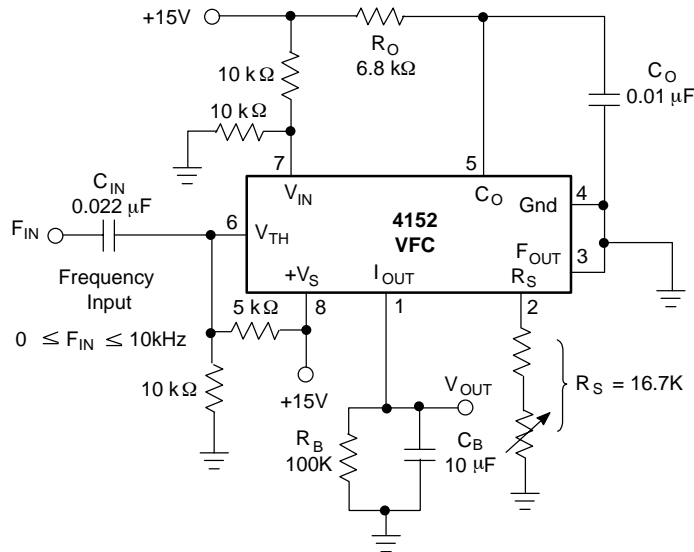 +15V
R_O
6.8 kΩ
10 kΩ
C_O
0.01 μF
10 kΩ
7
5
C_IN
0.022 μF
V_IN
C_O
Gnd
4
F_IN
6
V_TH
4152
VFC
F_OUT
3
Frequency
Input
+V_S
I_OUT
R_S
5 kΩ
8
1
2
0 ≤ F_IN ≤ 10kHz
10 kΩ
+15V
V_OUT
R_S = 16.7K
R_B
100K
C_B
10 μF